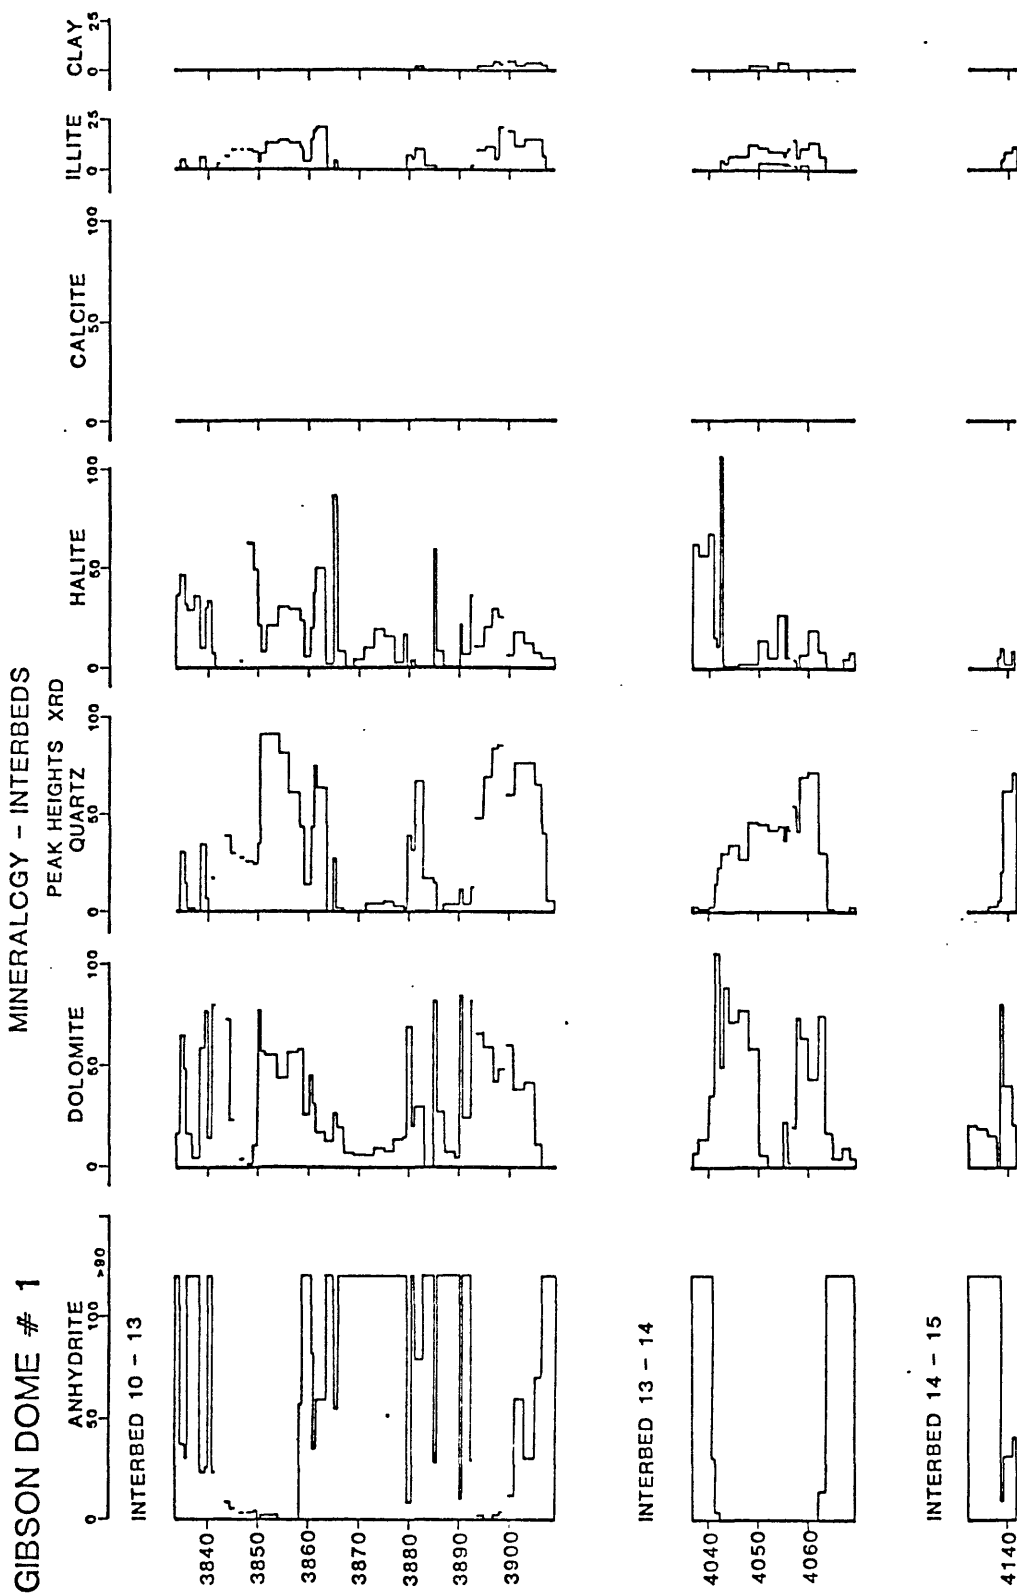 GIBSON DOME # 1
MINERALCGY - INTERBEDS
PEAK HEIGHTS XRD
ANHYDRITE DOLOMITE QUARTZ HALITE CALCITE ILLITE CLAY
0 50 100 >90
0 50 100
0 50 100
0 50 100
0 50 100
0 25
0 25
INTERBED 10 - 13
3840
3850
3860
3870
3880
3890
3900
INTERBED 13 - 14
4040
4050
4060
INTERBED 14 - 15
4140